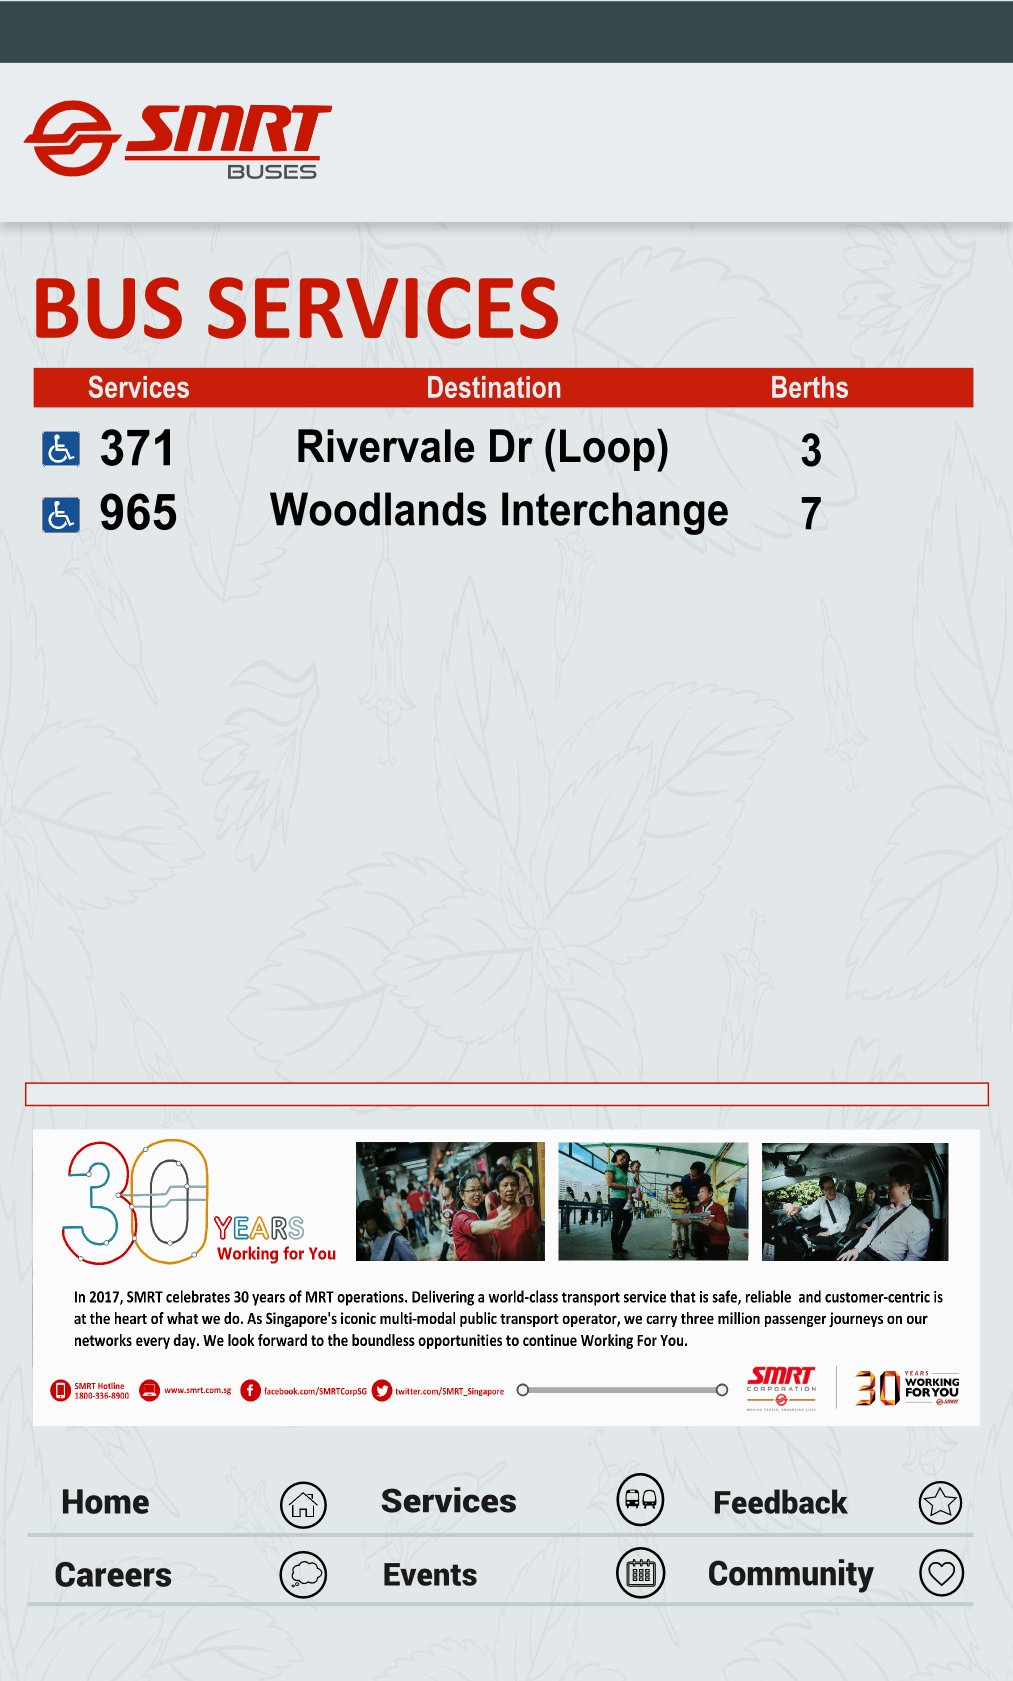 SMRT
BUSES
BUS SERVICES
Services Destination Berths
371 Rivervale Dr (Loop) 3
965 Woodlands Interchange 7
30 YEARS
Working for You
In 2017, SMRT celebrates 30 years of MRT operations. Delivering a world-class transport service that is safe, reliable and customer-centric is
at the heart of what we do. As Singapore's iconic multi-modal public transport operator, we carry three million passenger journeys on our
networks every day. We look forward to the boundless opportunities to continue Working For You.
SMRT Hotline
1800-336-8900
www.smrt.com.sg
facebook.com/SMRTCorpSG
twitter.com/SMRT_Singapore
SMRT
CORPORATION
MOVING PEOPLE, ENHANCING LIVES
30 YEARS
WORKING
FOR YOU
SMRT
Home Services Feedback
Careers Events Community